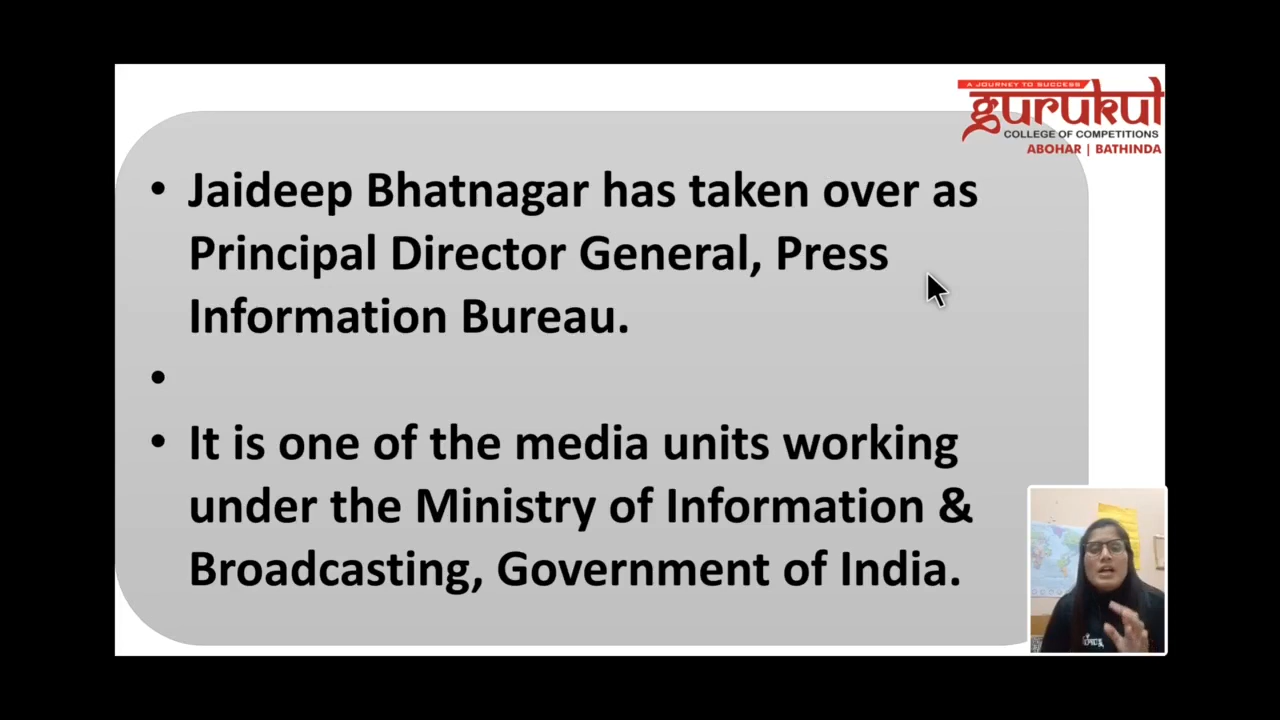 A JOURNEY TO SUCCESS
gurukul
COLLEGE OF COMPETITIONS
ABOHAR | BATHINDA
• Jaideep Bhatnagar has taken over as
Principal Director General, Press
Information Bureau.
•
• It is one of the media units working
under the Ministry of Information &
Broadcasting, Government of India.